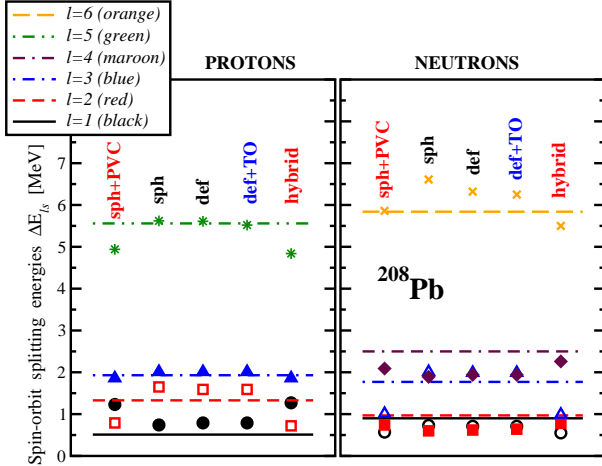 l=6 (orange)
l=5 (green)
l=4 (maroon)
l=3 (blue)
l=2 (red)
l=1 (black)
PROTONS
NEUTRONS
Spin-orbit splitting energies ΔE_ls [MeV]
7
6
5
4
3
2
1
0
sph+PVC
sph
def
def+TO
hybrid
sph+PVC
sph
def
def+TO
hybrid
²⁰⁸Pb